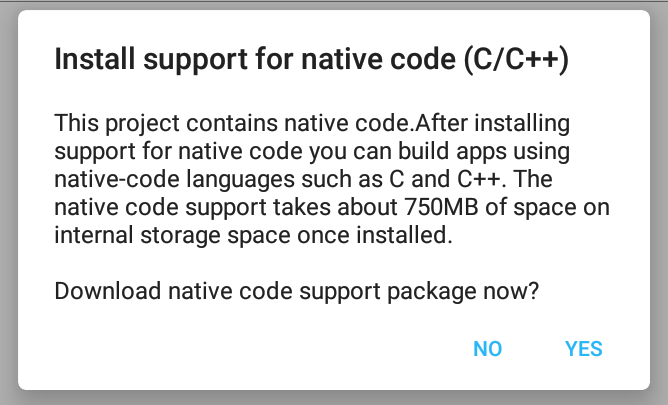 Install support for native code (C/C++)
This project contains native code.After installing
support for native code you can build apps using
native-code languages such as C and C++. The
native code support takes about 750MB of space on
internal storage space once installed.
Download native code support package now?
NO YES